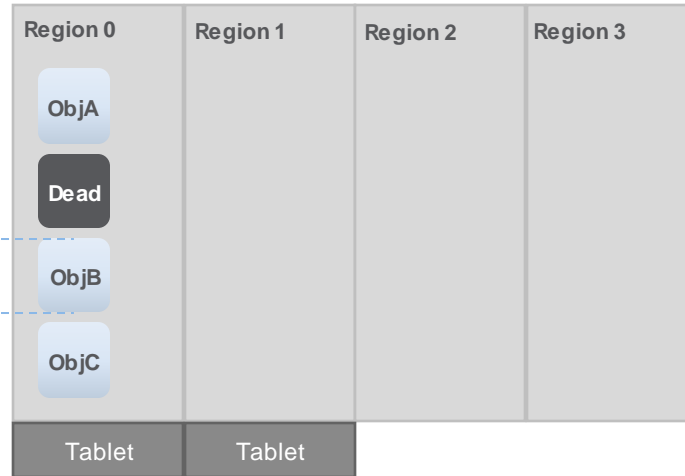 Region 0
Region 1
Region 2
Region 3
ObjA
Dead
ObjB
ObjC
Tablet
Tablet